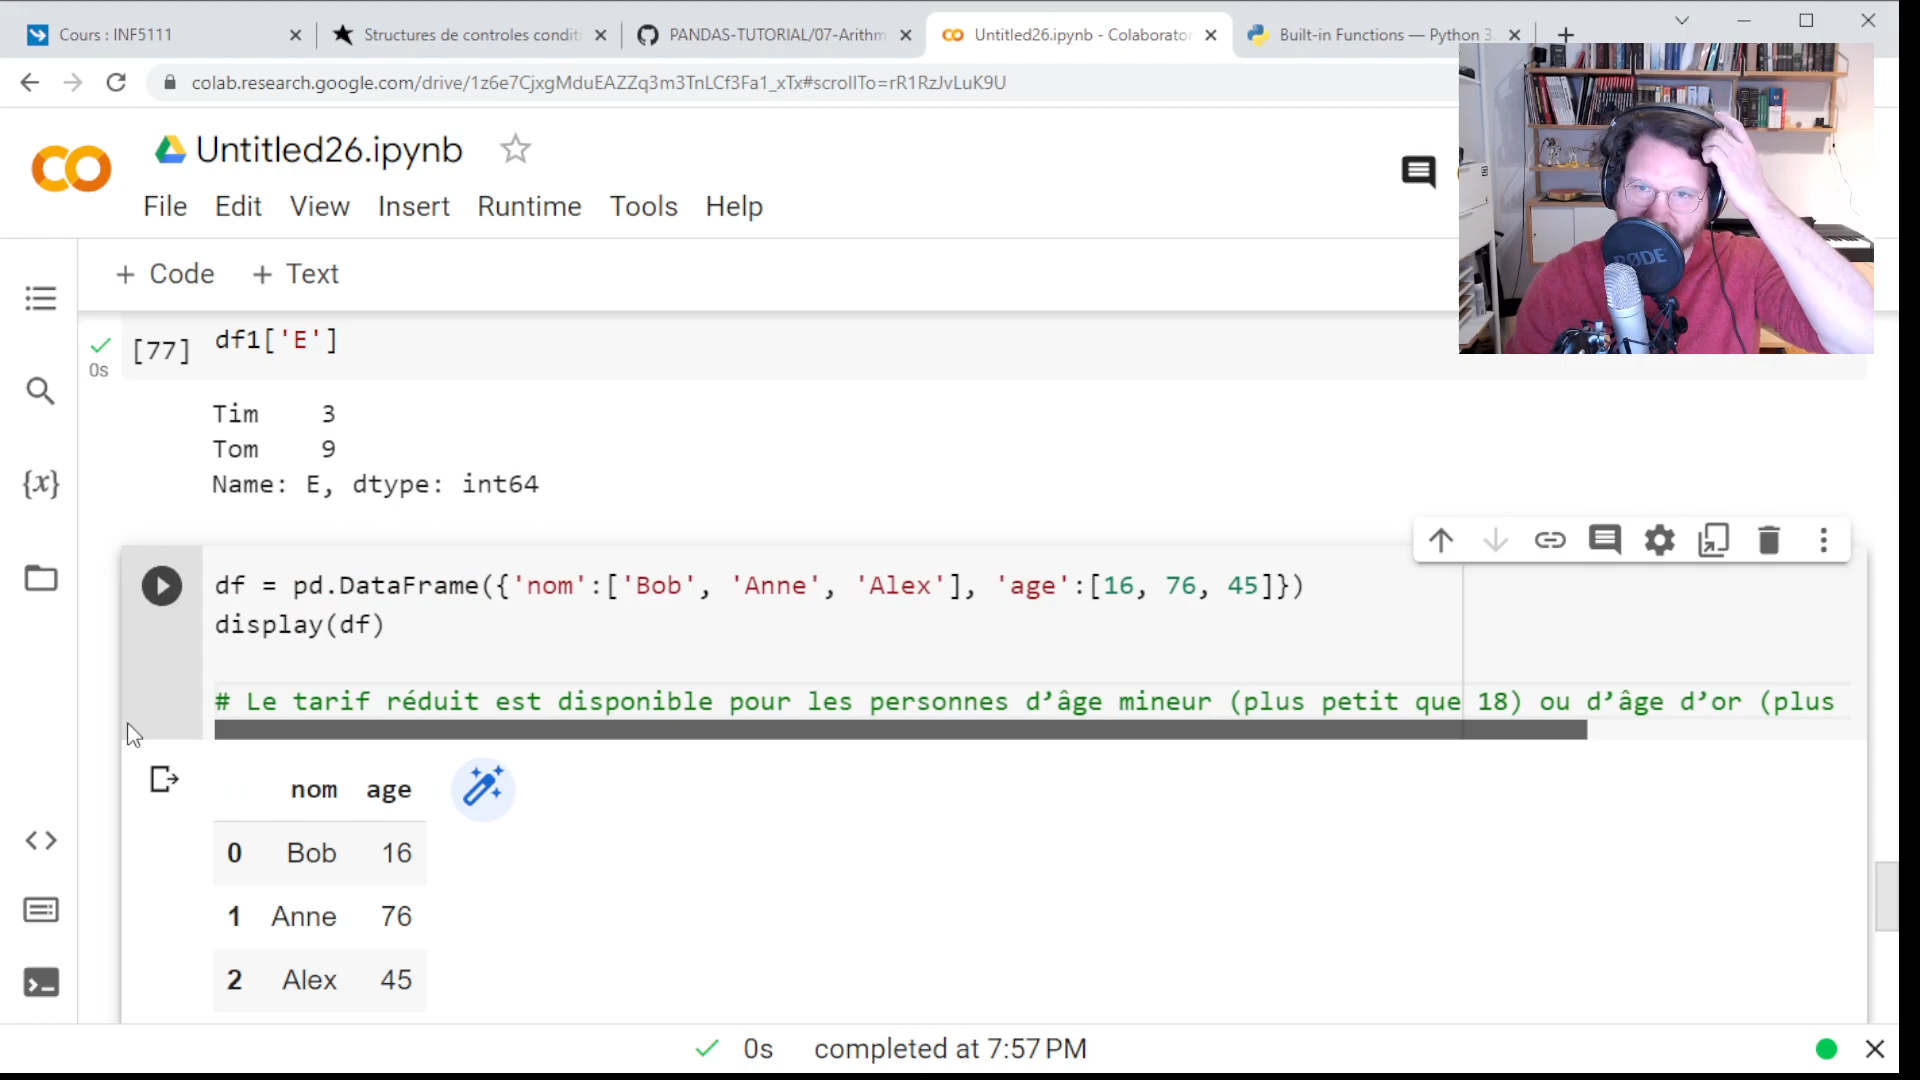 Cours : INF5111
Structures de controles condit
PANDAS-TUTORIAL/07-Arithm
Untitled26.ipynb - Colaborator
Built-in Functions — Python 3
colab.research.google.com/drive/1z6e7CjxgMduEAZZq3m3TnLCf3Fa1_xTx#scrollTo=rR1RzJvLuK9U
CO
Untitled26.ipynb
File Edit View Insert Runtime Tools Help
+ Code + Text
RØDE
[77] df1['E']
0s
Tim 3
Tom 9
Name: E, dtype: int64
{x}
df = pd.DataFrame({'nom':['Bob', 'Anne', 'Alex'], 'age':[16, 76, 45]})
display(df)
# Le tarif réduit est disponible pour les personnes d’âge mineur (plus petit que 18) ou d’âge d’or (plus
nom age
0 Bob 16
1 Anne 76
2 Alex 45
0s completed at 7:57 PM